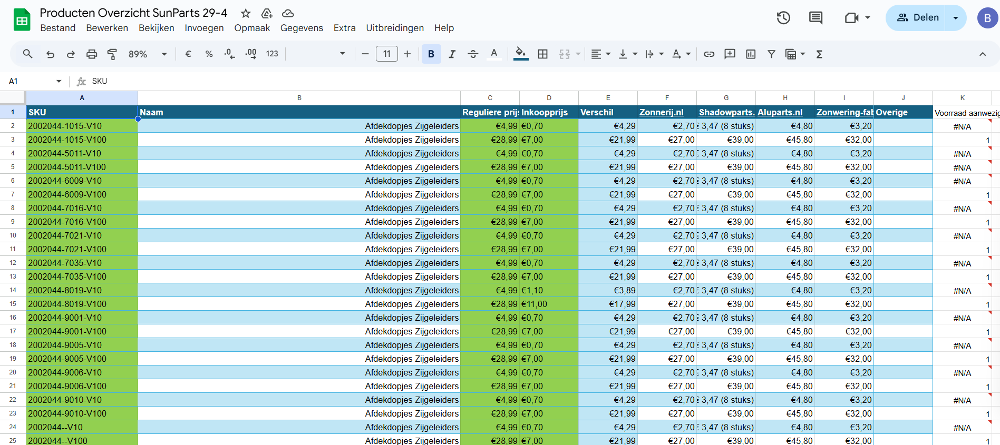 Producten Overzicht SunParts 29-4
Bestand Bewerken Bekijken Invoegen Opmaak Gegevens Extra Uitbreidingen Help
Delen
B
89% € % .0 .00 123 11 B I A A
A1 fx SKU
A B C D E F G H I J K
1 SKU Naam Reguliere prijs Inkoopprijs Verschil Zonnerij.nl Shadowparts. Aluparts.nl Zonwering-fab Overige Voorraad aanwezig
2 2002044-1015-V10 Afdekdopjes Zijgeleiders €4,99 €0,70 €4,29 €2,70 € 3,47 (8 stuks) €4,80 €3,20 #N/A
3 2002044-1015-V100 Afdekdopjes Zijgeleiders €28,99 €7,00 €21,99 €27,00 €39,00 €45,80 €32,00 1
4 2002044-5011-V10 Afdekdopjes Zijgeleiders €4,99 €0,70 €4,29 €2,70 € 3,47 (8 stuks) €4,80 €3,20 #N/A
5 2002044-5011-V100 Afdekdopjes Zijgeleiders €28,99 €7,00 €21,99 €27,00 €39,00 €45,80 €32,00 #N/A
6 2002044-6009-V10 Afdekdopjes Zijgeleiders €4,99 €0,70 €4,29 €2,70 € 3,47 (8 stuks) €4,80 €3,20 #N/A
7 2002044-6009-V100 Afdekdopjes Zijgeleiders €28,99 €7,00 €21,99 €27,00 €39,00 €45,80 €32,00 1
8 2002044-7016-V10 Afdekdopjes Zijgeleiders €4,99 €0,70 €4,29 €2,70 € 3,47 (8 stuks) €4,80 €3,20 #N/A
9 2002044-7016-V100 Afdekdopjes Zijgeleiders €28,99 €7,00 €21,99 €27,00 €39,00 €45,80 €32,00 1
10 2002044-7021-V10 Afdekdopjes Zijgeleiders €4,99 €0,70 €4,29 €2,70 € 3,47 (8 stuks) €4,80 €3,20 #N/A
11 2002044-7021-V100 Afdekdopjes Zijgeleiders €28,99 €7,00 €21,99 €27,00 €39,00 €45,80 €32,00 1
12 2002044-7035-V10 Afdekdopjes Zijgeleiders €4,99 €0,70 €4,29 €2,70 € 3,47 (8 stuks) €4,80 €3,20 #N/A
13 2002044-7035-V100 Afdekdopjes Zijgeleiders €28,99 €7,00 €21,99 €27,00 €39,00 €45,80 €32,00 1
14 2002044-8019-V10 Afdekdopjes Zijgeleiders €4,99 €1,10 €3,89 €2,70 € 3,47 (8 stuks) €4,80 €3,20 #N/A
15 2002044-8019-V100 Afdekdopjes Zijgeleiders €28,99 €11,00 €17,99 €27,00 €39,00 €45,80 €32,00 1
16 2002044-9001-V10 Afdekdopjes Zijgeleiders €4,99 €0,70 €4,29 €2,70 € 3,47 (8 stuks) €4,80 €3,20 #N/A
17 2002044-9001-V100 Afdekdopjes Zijgeleiders €28,99 €7,00 €21,99 €27,00 €39,00 €45,80 €32,00 1
18 2002044-9005-V10 Afdekdopjes Zijgeleiders €4,99 €0,70 €4,29 €2,70 € 3,47 (8 stuks) €4,80 €3,20 #N/A
19 2002044-9005-V100 Afdekdopjes Zijgeleiders €28,99 €7,00 €21,99 €27,00 €39,00 €45,80 €32,00 1
20 2002044-9006-V10 Afdekdopjes Zijgeleiders €4,99 €0,70 €4,29 €2,70 € 3,47 (8 stuks) €4,80 €3,20 #N/A
21 2002044-9006-V100 Afdekdopjes Zijgeleiders €28,99 €7,00 €21,99 €27,00 €39,00 €45,80 €32,00 1
22 2002044-9010-V10 Afdekdopjes Zijgeleiders €4,99 €0,70 €4,29 €2,70 € 3,47 (8 stuks) €4,80 €3,20 #N/A
23 2002044-9010-V100 Afdekdopjes Zijgeleiders €28,99 €7,00 €21,99 €27,00 €39,00 €45,80 €32,00 1
24 2002044--V10 Afdekdopjes Zijgeleiders €4,99 €0,70 €4,29 €2,70 € 3,47 (8 stuks) €4,80 €3,20 #N/A
25 2002044--V100 Afdekdopjes Zijgeleiders €28,99 €7,00 €21,99 €27,00 €39,00 €45,80 €32,00 1